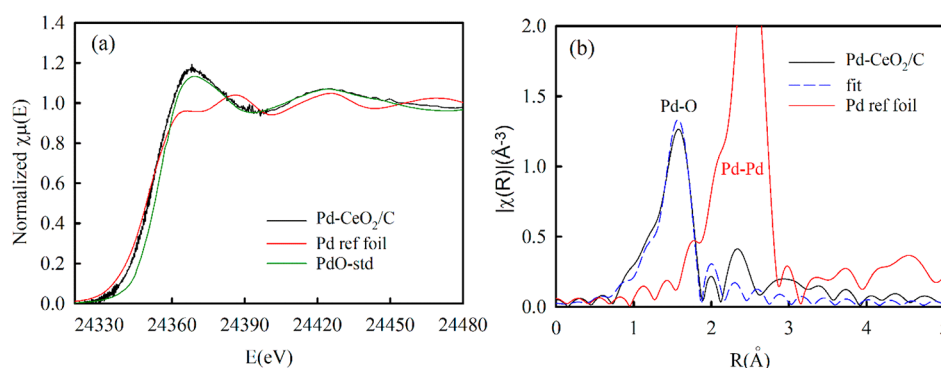 (a)
Normalized χμ(E)
1.4
1.2
1.0
0.8
0.6
0.4
0.2
0.0
Pd-CeO₂/C
Pd ref foil
PdO-std
24330 24360 24390 24420 24450 24480
E(eV)
(b)
|χ(R)|(Å-³)
2.0
1.5
1.0
0.5
0.0
Pd-CeO₂/C
fit
Pd ref foil
Pd-O
Pd-Pd
0 1 2 3 4
R(Å)